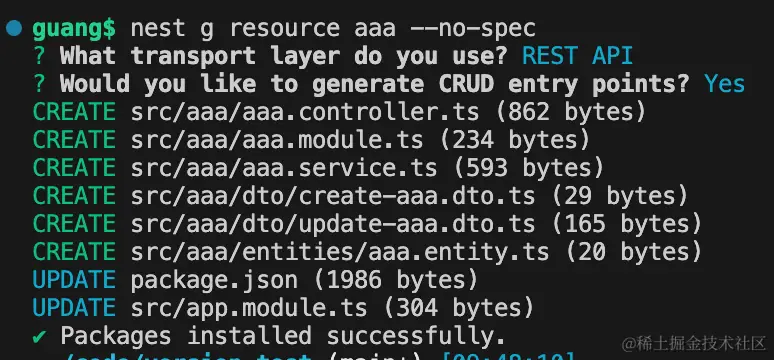 guang$ nest g resource aaa --no-spec
? What transport layer do you use? REST API
? Would you like to generate CRUD entry points? Yes
CREATE src/aaa/aaa.controller.ts (862 bytes)
CREATE src/aaa/aaa.module.ts (234 bytes)
CREATE src/aaa/aaa.service.ts (593 bytes)
CREATE src/aaa/dto/create-aaa.dto.ts (29 bytes)
CREATE src/aaa/dto/update-aaa.dto.ts (165 bytes)
CREATE src/aaa/entities/aaa.entity.ts (20 bytes)
UPDATE package.json (1986 bytes)
UPDATE src/app.module.ts (304 bytes)
✔ Packages installed successfully.
@稀土掘金技术社区